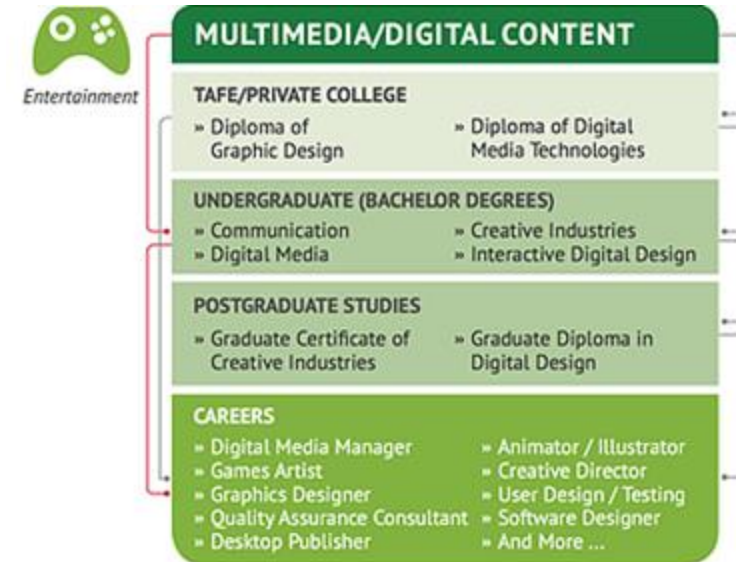 MULTIMEDIA/DIGITAL CONTENT
Entertainment
TAFE/PRIVATE COLLEGE
» Diploma of
Graphic Design
» Diploma of Digital
Media Technologies
UNDERGRADUATE (BACHELOR DEGREES)
» Communication
» Digital Media
» Creative Industries
» Interactive Digital Design
POSTGRADUATE STUDIES
» Graduate Certificate of
Creative Industries
» Graduate Diploma in
Digital Design
CAREERS
» Digital Media Manager
» Games Artist
» Graphics Designer
» Quality Assurance Consultant
» Desktop Publisher
» Animator / Illustrator
» Creative Director
» User Design / Testing
» Software Designer
» And More ...